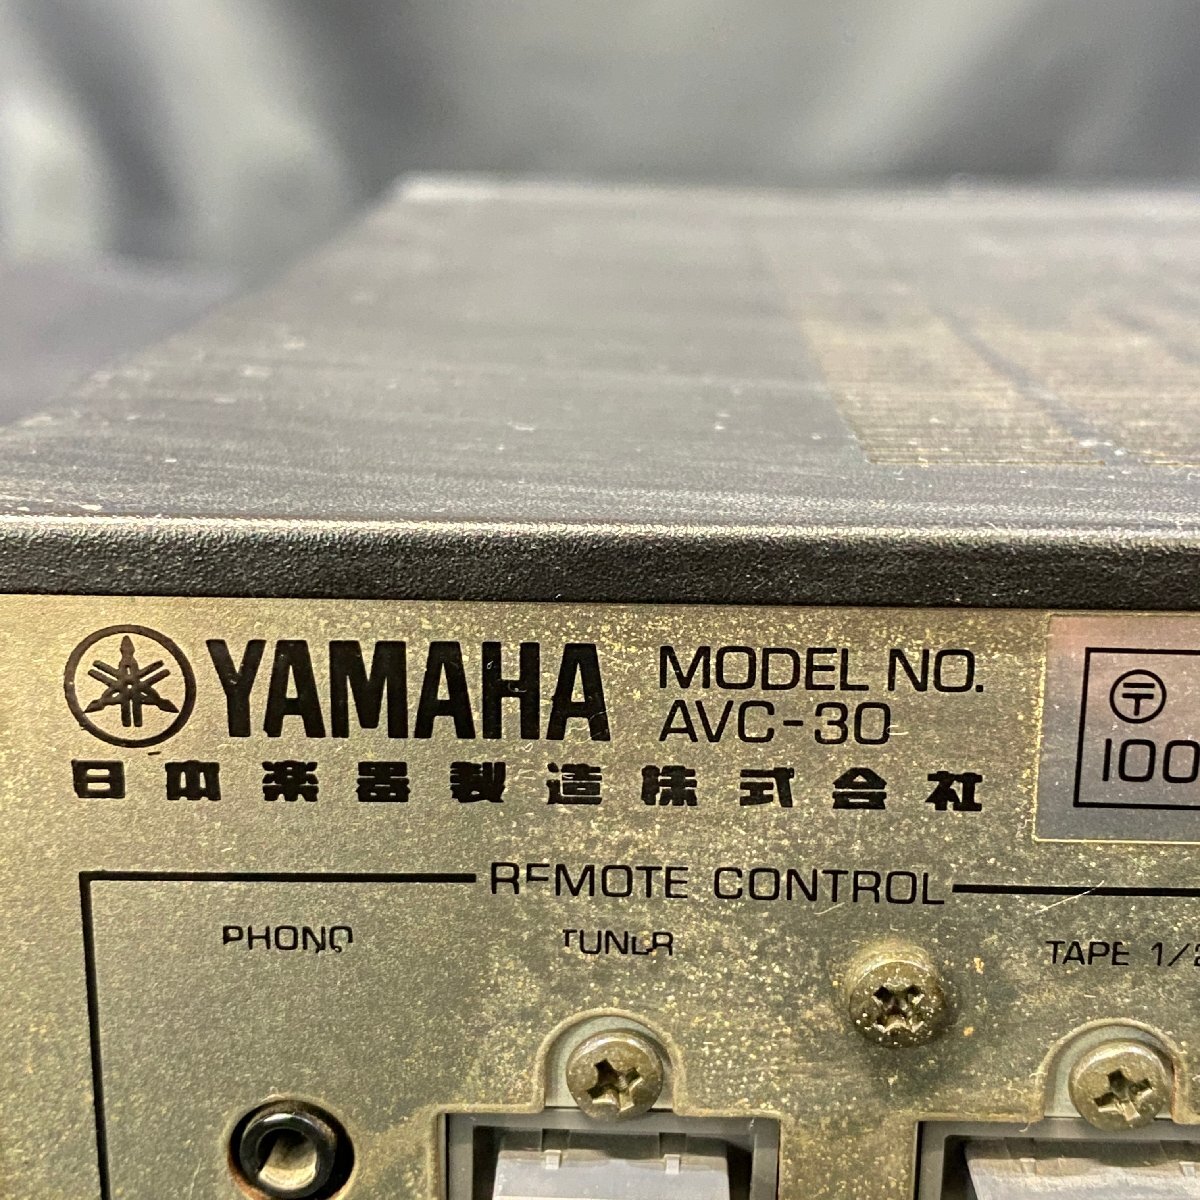 YAMAHA
MODEL NO.
AVC-30
日本楽器製造株式会社
〒
100
REMOTE CONTROL
PHONO
TUNER
TAPE 1/2